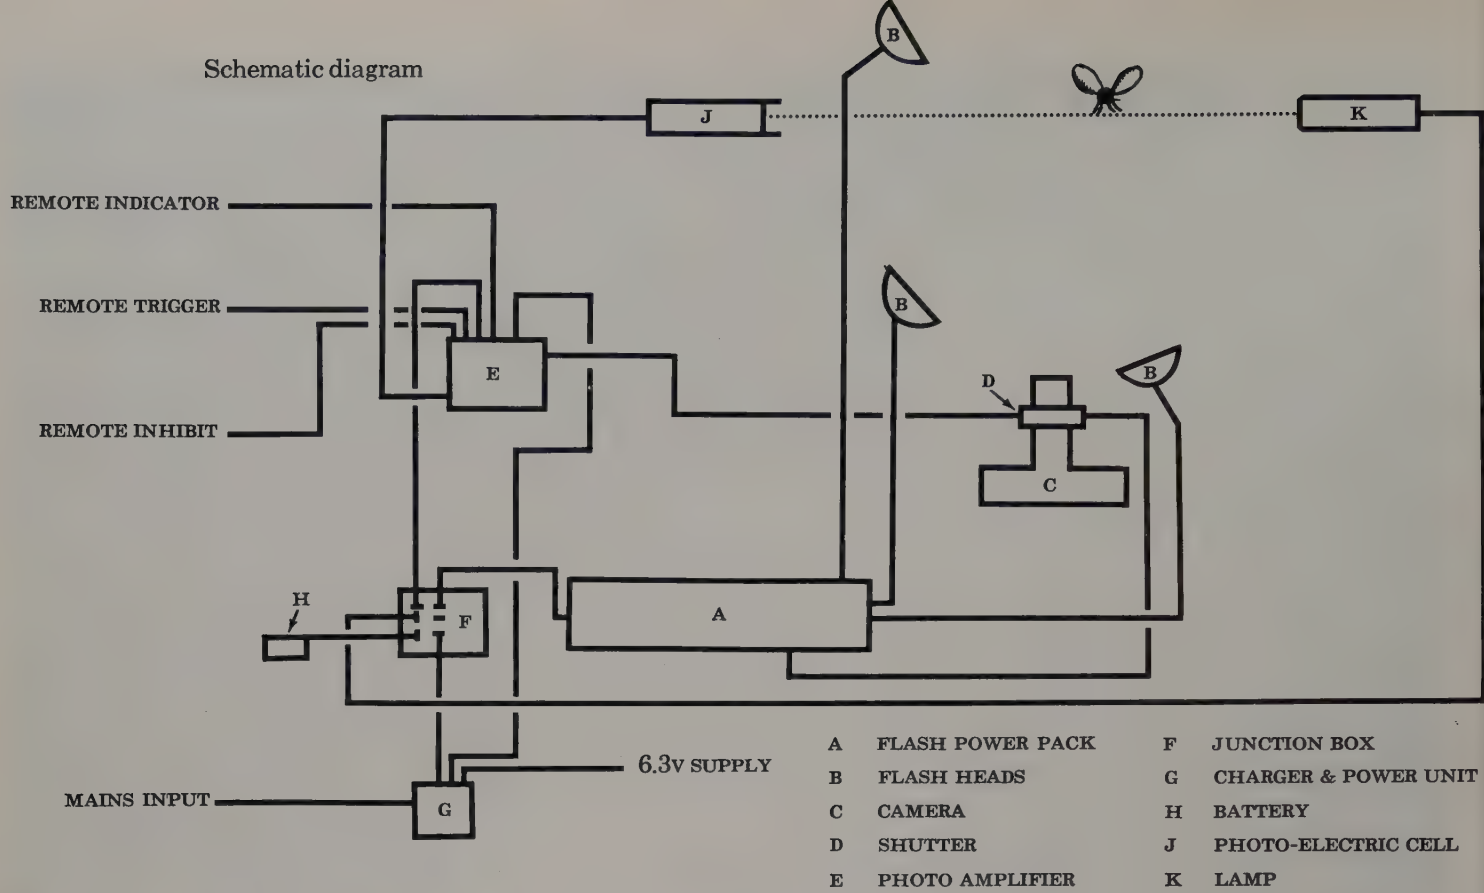 Schematic diagram
B
J
K
REMOTE INDICATOR
REMOTE TRIGGER
B
E
D
B
REMOTE INHIBIT
C
H
F
A
6.3V SUPPLY
MAINS INPUT
G
A FLASH POWER PACK
B FLASH HEADS
C CAMERA
D SHUTTER
E PHOTO AMPLIFIER
F JUNCTION BOX
G CHARGER & POWER UNIT
H BATTERY
J PHOTO-ELECTRIC CELL
K LAMP